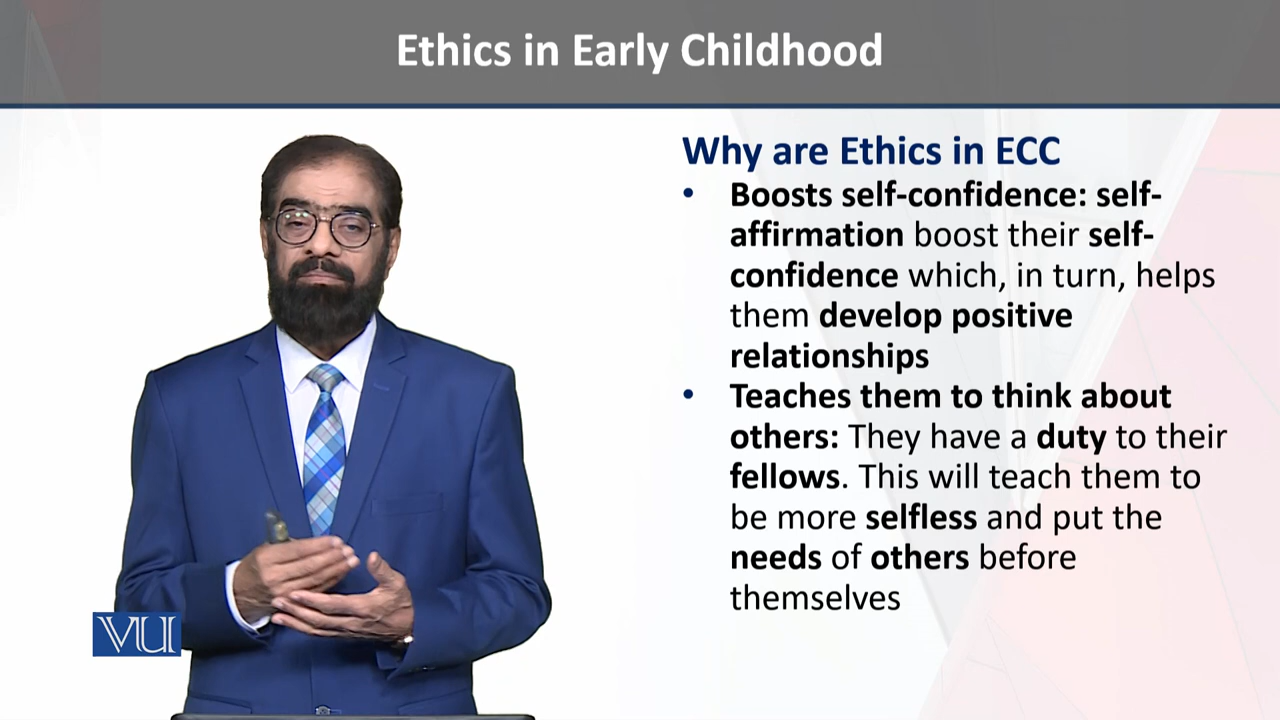 Ethics in Early Childhood
Why are Ethics in ECC
• Boosts self-confidence: self-
affirmation boost their self-
confidence which, in turn, helps
them develop positive
relationships
• Teaches them to think about
others: They have a duty to their
fellows. This will teach them to
be more selfless and put the
needs of others before
themselves
VU